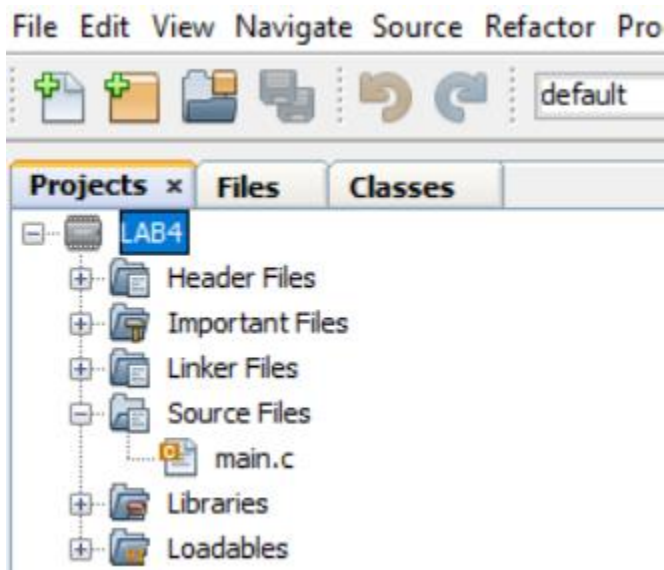 File Edit View Navigate Source Refactor Pro
default
Projects × Files Classes
LAB4
Header Files
Important Files
Linker Files
Source Files
main.c
Libraries
Loadables